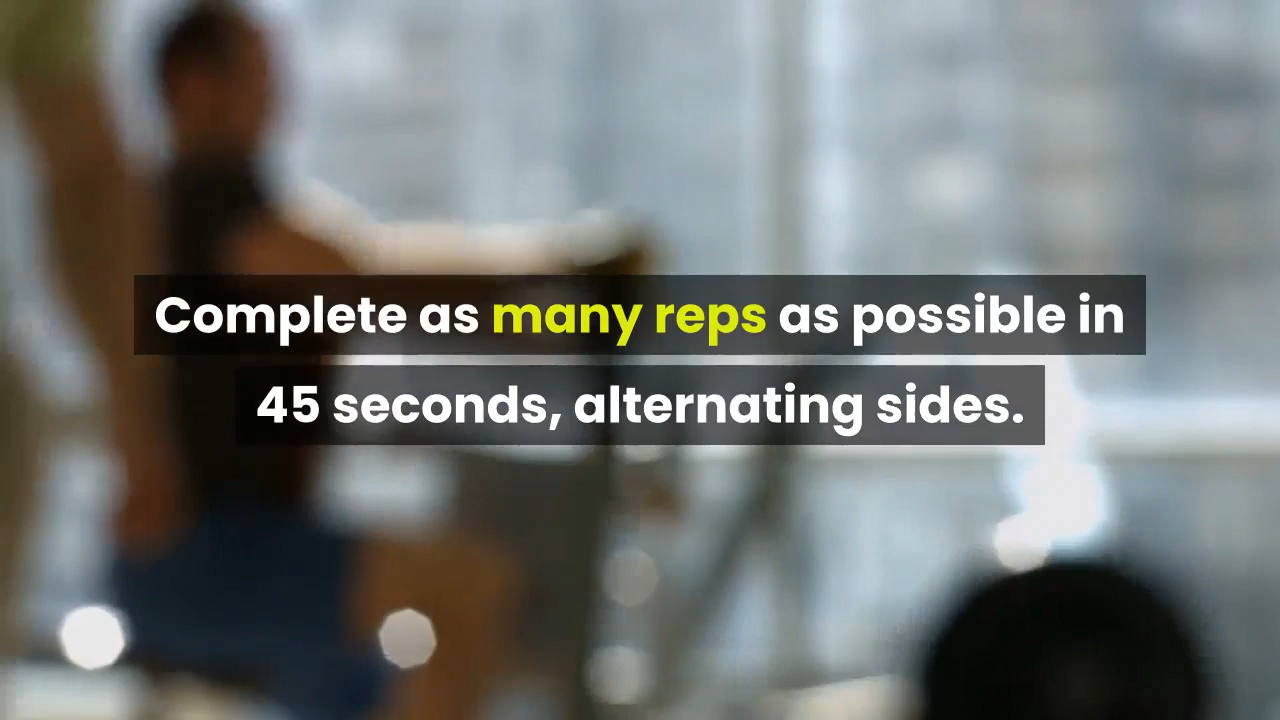 Complete as many reps as possible in
45 seconds, alternating sides.